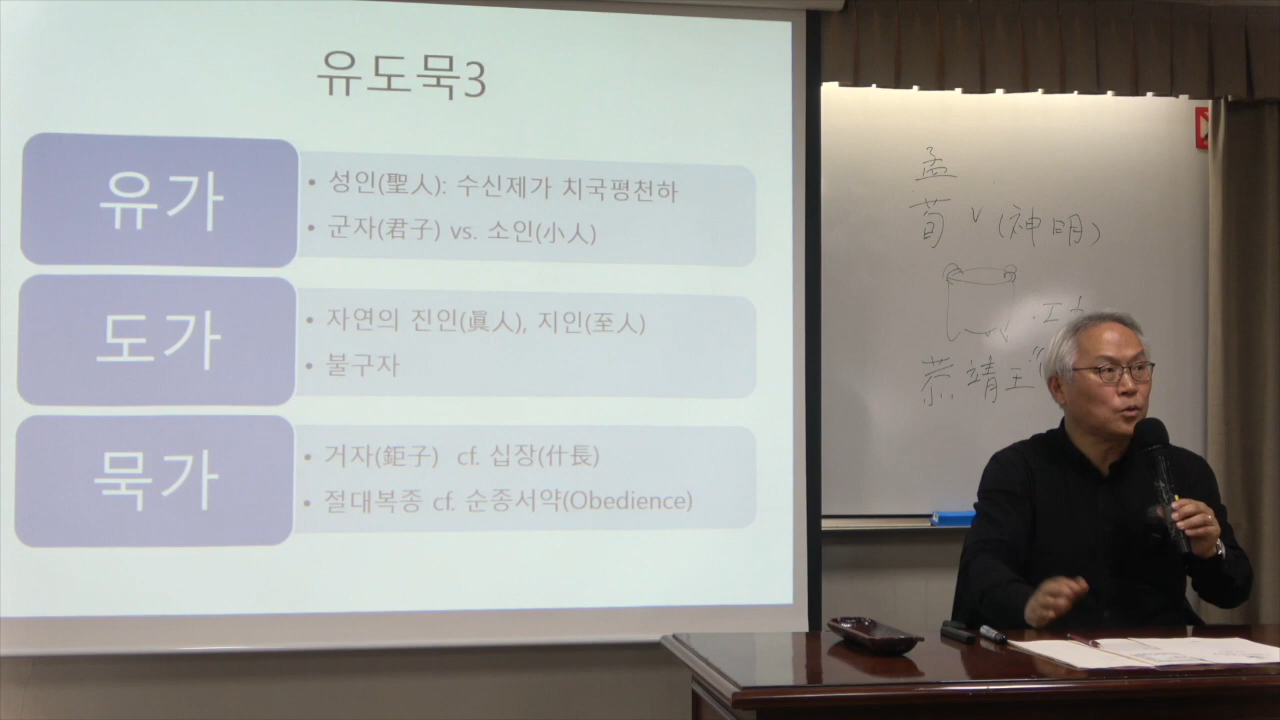 유도묵3
유가
• 성인(聖人): 수신제가 치국평천하
• 군자(君子) vs. 소인(小人)
도가
• 자연의 진인(眞人), 지인(至人)
• 불구자
묵가
• 거자(鉅子) cf. 십장(什長)
• 절대복종 cf. 순종서약(Obedience)
孟
荀 v (神明)
恭靖王